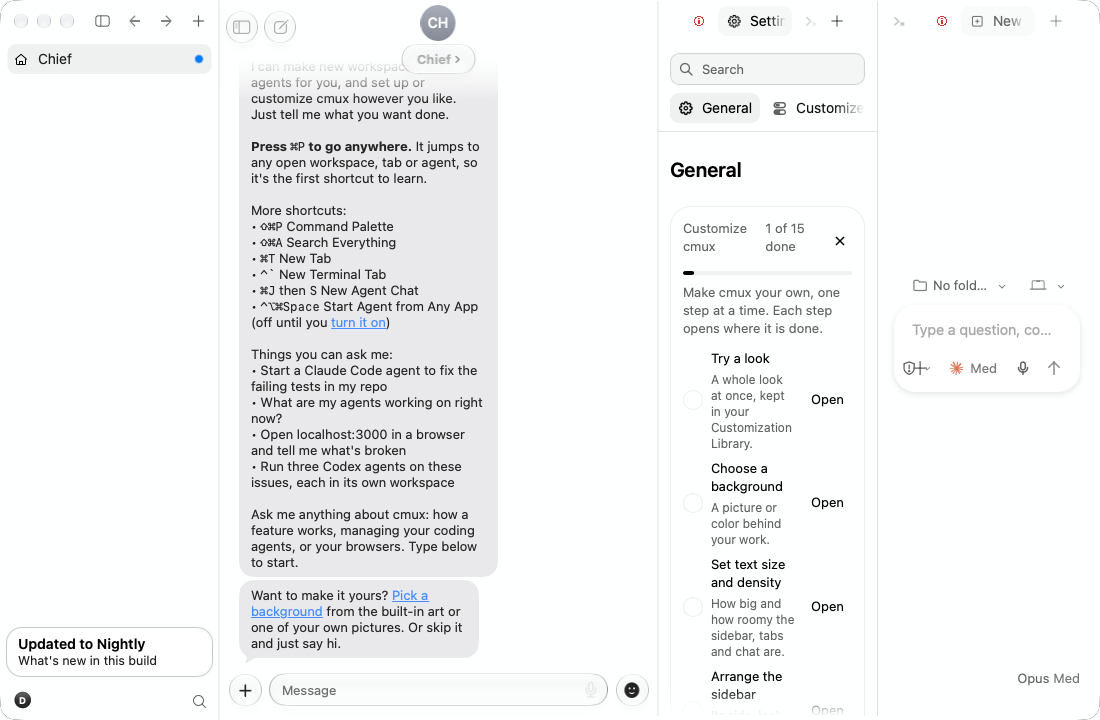 Chief
Updated to Nightly
What's new in this build
D
CH
Chief >
I can make new workspac
agents for you, and set up or
customize cmux however you like.
Just tell me what you want done.
Press ⌘P to go anywhere. It jumps to
any open workspace, tab or agent, so
it's the first shortcut to learn.
More shortcuts:
• ⇧⌘P Command Palette
• ⇧⌘A Search Everything
• ⌘T New Tab
• ^` New Terminal Tab
• ⌘J then S New Agent Chat
• ^⌥⌘Space Start Agent from Any App
(off until you turn it on)
Things you can ask me:
• Start a Claude Code agent to fix the
failing tests in my repo
• What are my agents working on right
now?
• Open localhost:3000 in a browser
and tell me what's broken
• Run three Codex agents on these
issues, each in its own workspace
Ask me anything about cmux: how a
feature works, managing your coding
agents, or your browsers. Type below
to start.
Want to make it yours? Pick a
background from the built-in art or
one of your own pictures. Or skip it
and just say hi.
Message
Settin
Search
General
Customize
General
Customize
cmux
1 of 15
done
Make cmux your own, one
step at a time. Each step
opens where it is done.
Try a look
A whole look
at once, kept
in your
Customization
Library.
Open
Choose a
background
A picture or
color behind
your work.
Open
Set text size
and density
How big and
how roomy the
sidebar, tabs
and chat are.
Open
Arrange the
sidebar
Open
New
No fold...
Type a question, co...
Med
Opus Med